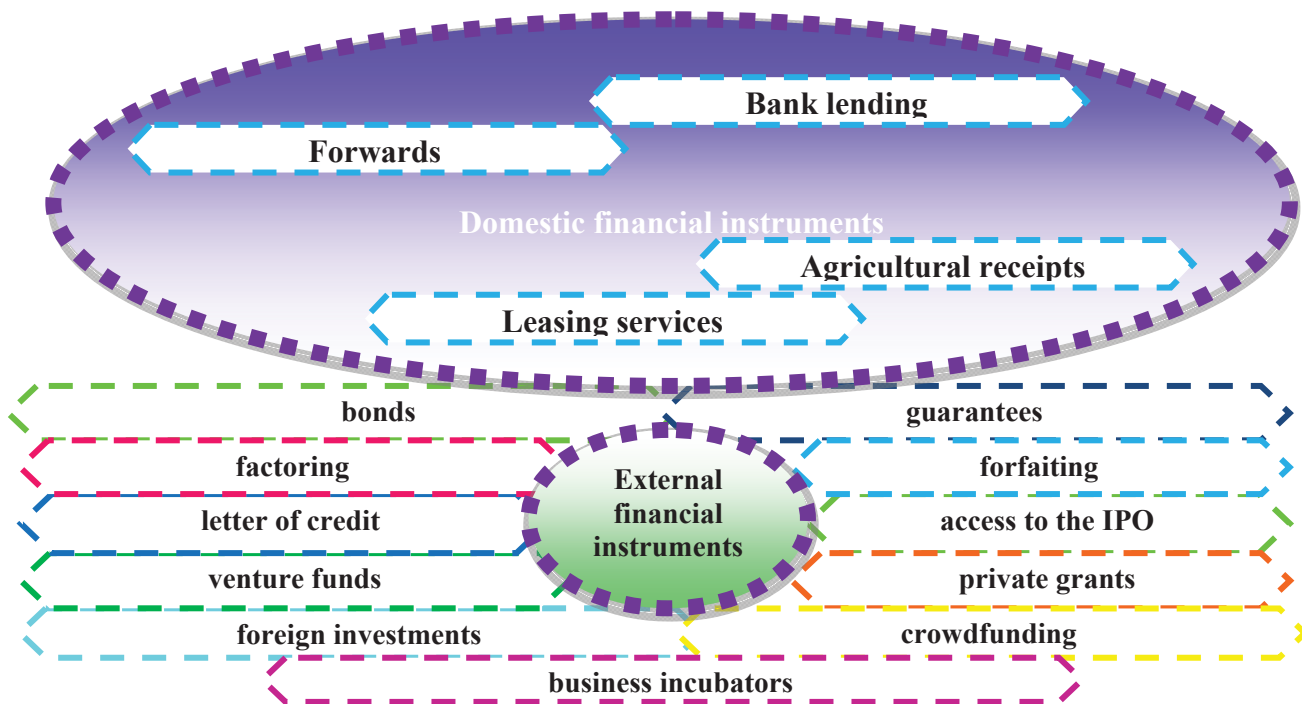 Bank lending
Forwards
Domestic financial instruments
Agricultural receipts
Leasing services
bonds
guarantees
factoring
External
financial
instruments
forfaiting
letter of credit
access to the IPO
venture funds
private grants
foreign investments
crowdfunding
business incubators